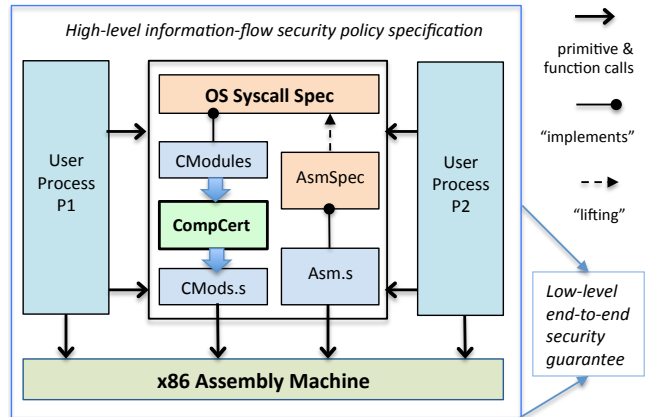 High-level information-flow security policy specification
primitive &
function calls
OS Syscall Spec
"implements"
User
Process
P1
CModules
AsmSpec
User
Process
P2
"lifting"
CompCert
CMods.s
Asm.s
Low-level
end-to-end
security
guarantee
x86 Assembly Machine